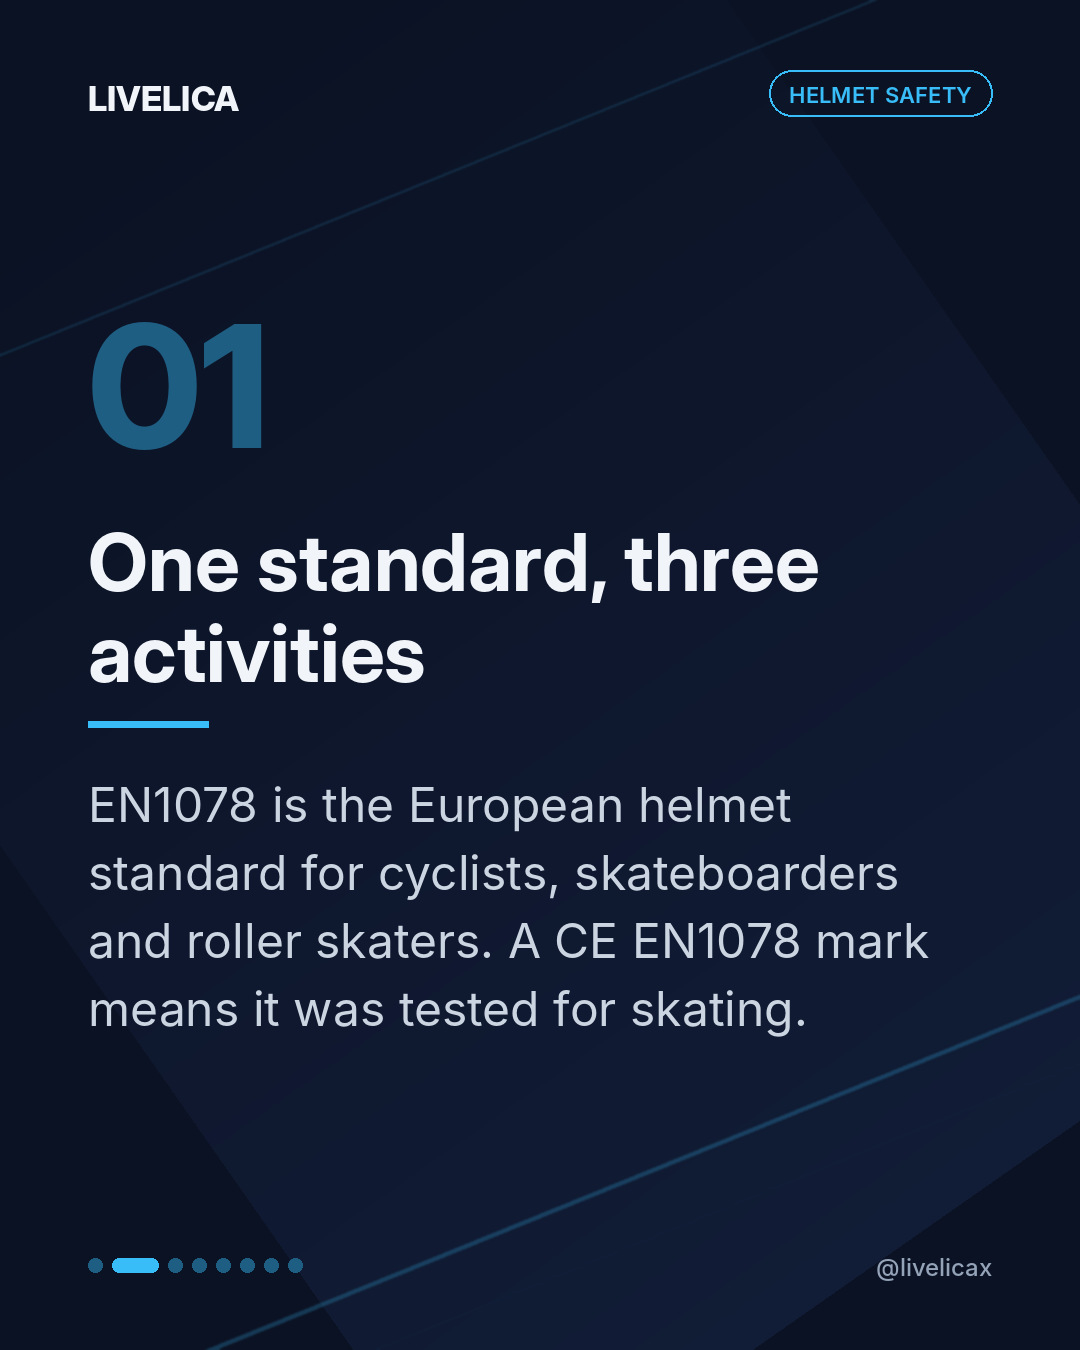 LIVELICA
HELMET SAFETY
01
One standard, three
activities
EN1078 is the European helmet
standard for cyclists, skateboarders
and roller skaters. A CE EN1078 mark
means it was tested for skating.
@livelicax